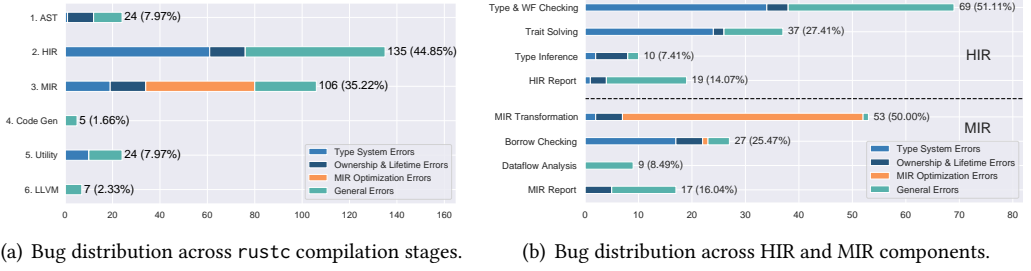 1. AST
24 (7.97%)
2. HIR
135 (44.85%)
3. MIR
106 (35.22%)
4. Code Gen
5 (1.66%)
5. Utility
24 (7.97%)
6. LLVM
7 (2.33%)
Type System Errors
Ownership & Lifetime Errors
MIR Optimization Errors
General Errors
0 20 40 60 80 100 120 140 160
(a) Bug distribution across rustc compilation stages.
Type & WF Checking
69 (51.11%)
Trait Solving
37 (27.41%)
Type Inference
10 (7.41%)
HIR
HIR Report
19 (14.07%)
MIR Transformation
53 (50.00%)
MIR
Borrow Checking
27 (25.47%)
Dataflow Analysis
9 (8.49%)
MIR Report
17 (16.04%)
Type System Errors
Ownership & Lifetime Errors
MIR Optimization Errors
General Errors
0 10 20 30 40 50 60 70 80
(b) Bug distribution across HIR and MIR components.